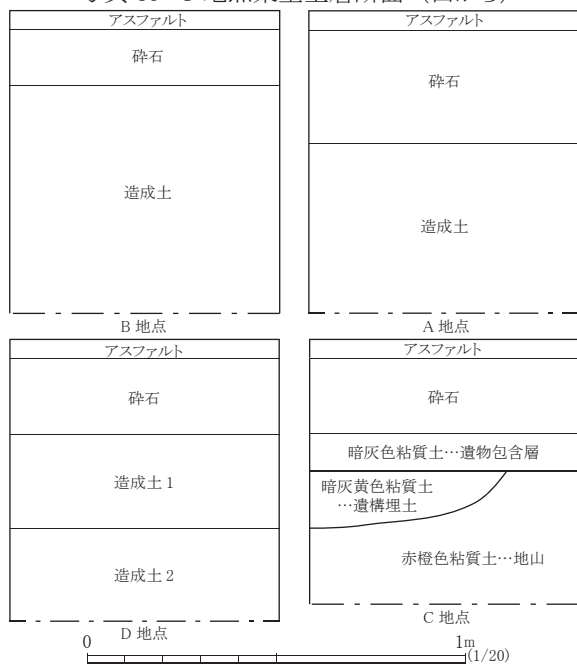 アスファルト
砕石
造成土
B 地点
アスファルト
砕石
造成土
A 地点
アスファルト
砕石
造成土 1
造成土 2
D 地点
アスファルト
砕石
暗灰色粘質土…遺物包含層
暗灰黄色粘質土
…遺構埋土
赤橙色粘質土…地山
C 地点
0
1m
(1/20)